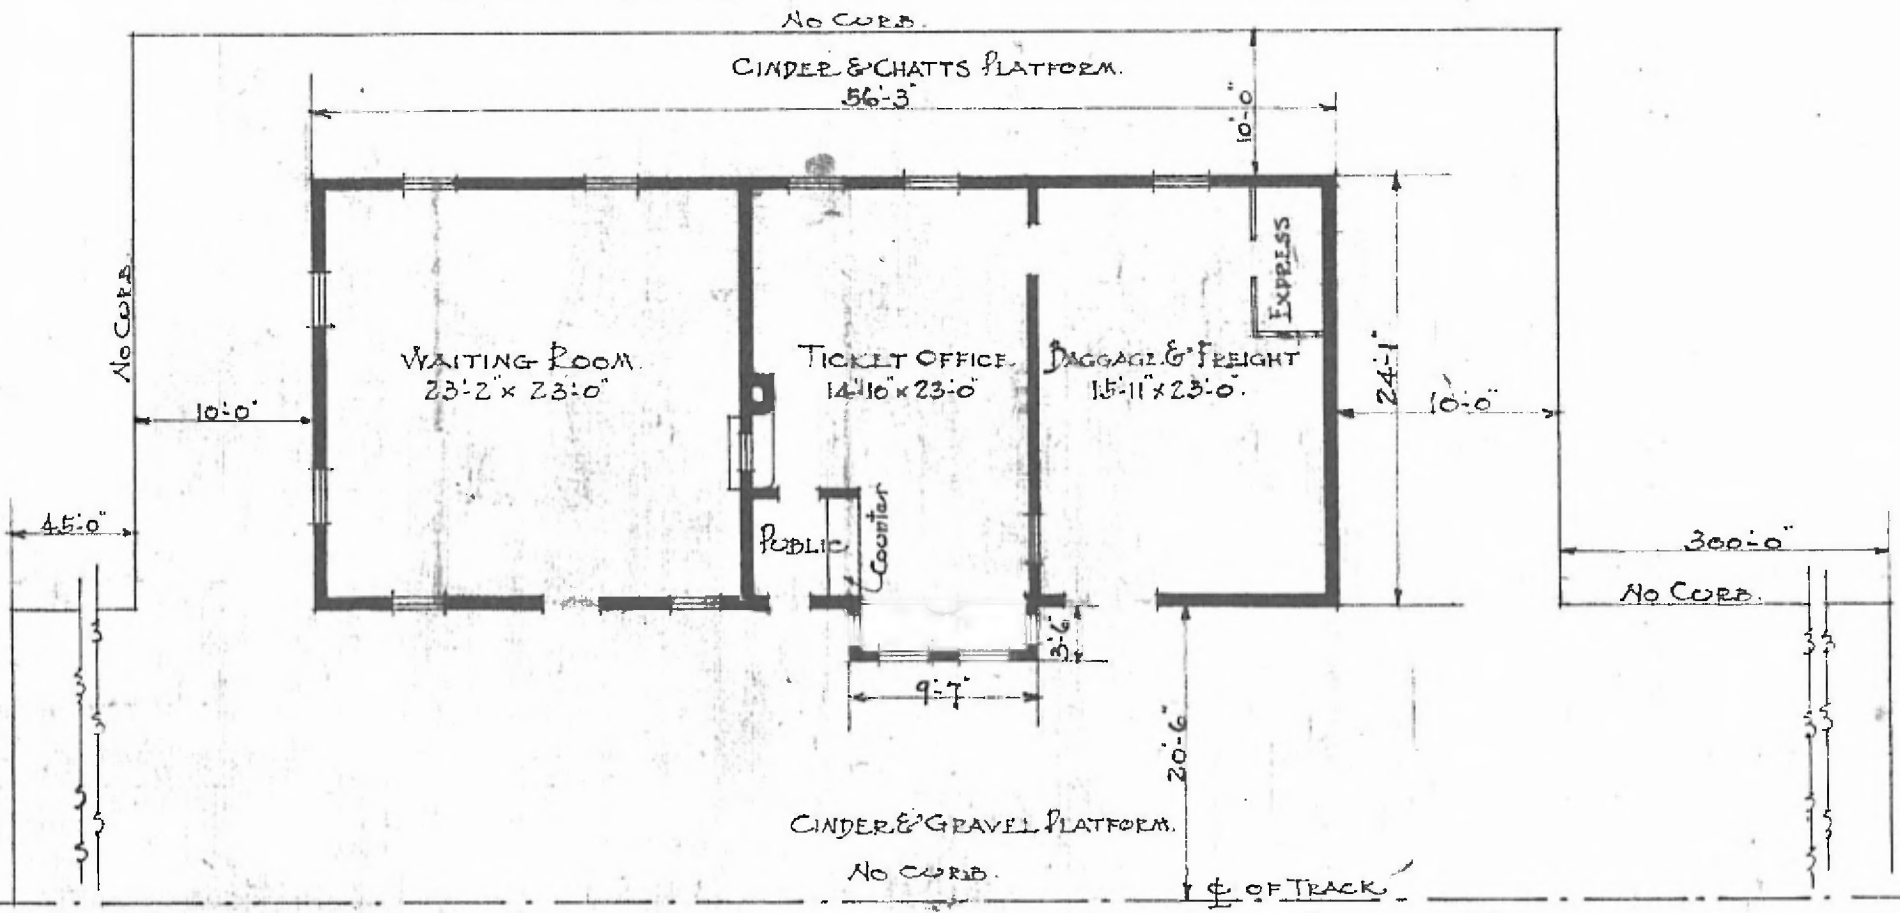 No CURB.
CINDER & CHATTS PLATFORM.
56'-3"
10'-0"
No CURB.
EXPRESS
WAITING ROOM.
23'-2" x 23'-0"
TICKET OFFICE.
14'-10" x 23'-0"
BAGGAGE & FREIGHT
15'-11" x 23'-0".
24'-1"
10'-0"
10'-0"
45'-0"
PUBLIC
Counter
300'-0"
No CURB.
3'-6"
9'-7"
20'-6"
CINDER & GRAVEL PLATFORM.
No CURB.
℄ OF TRACK